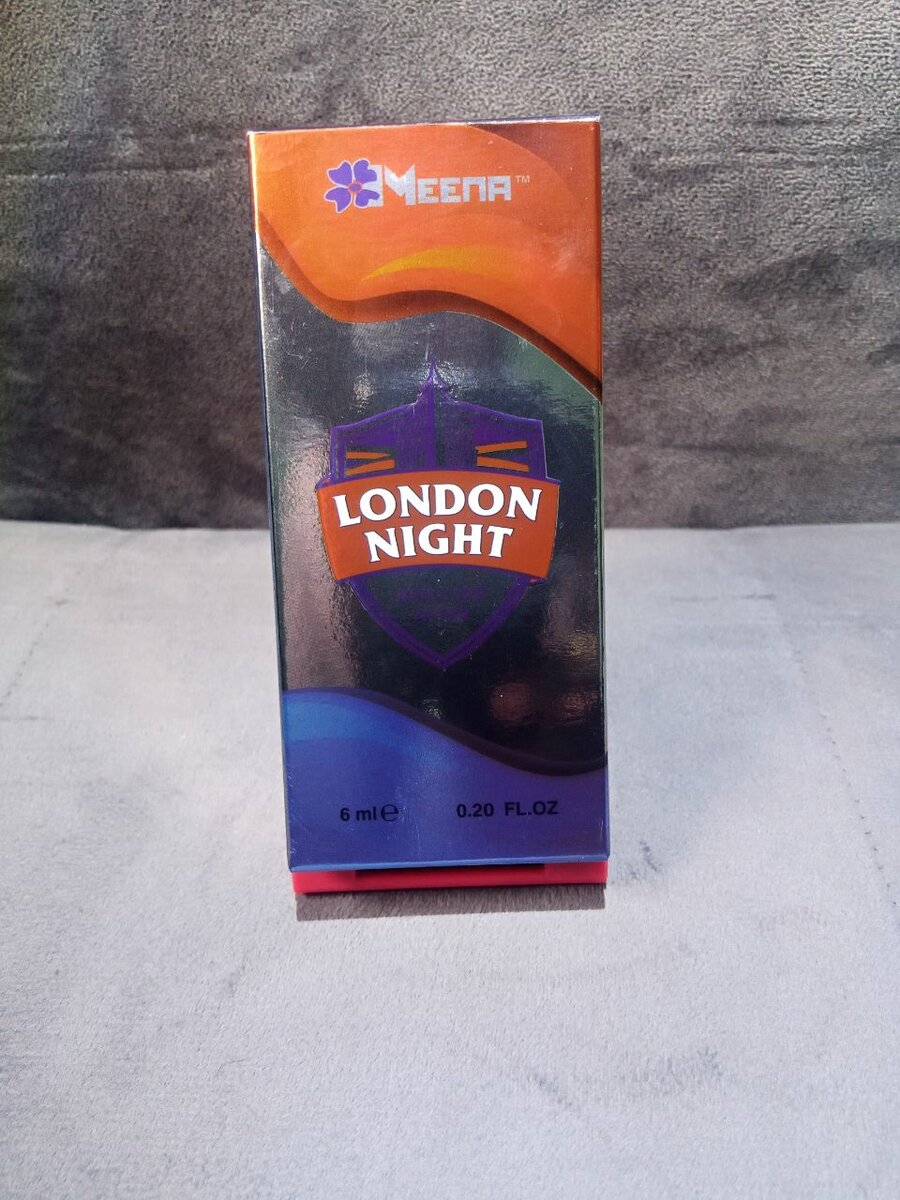 MEENA™
LONDON
NIGHT
6 ml ℮ 0.20 FL.OZ